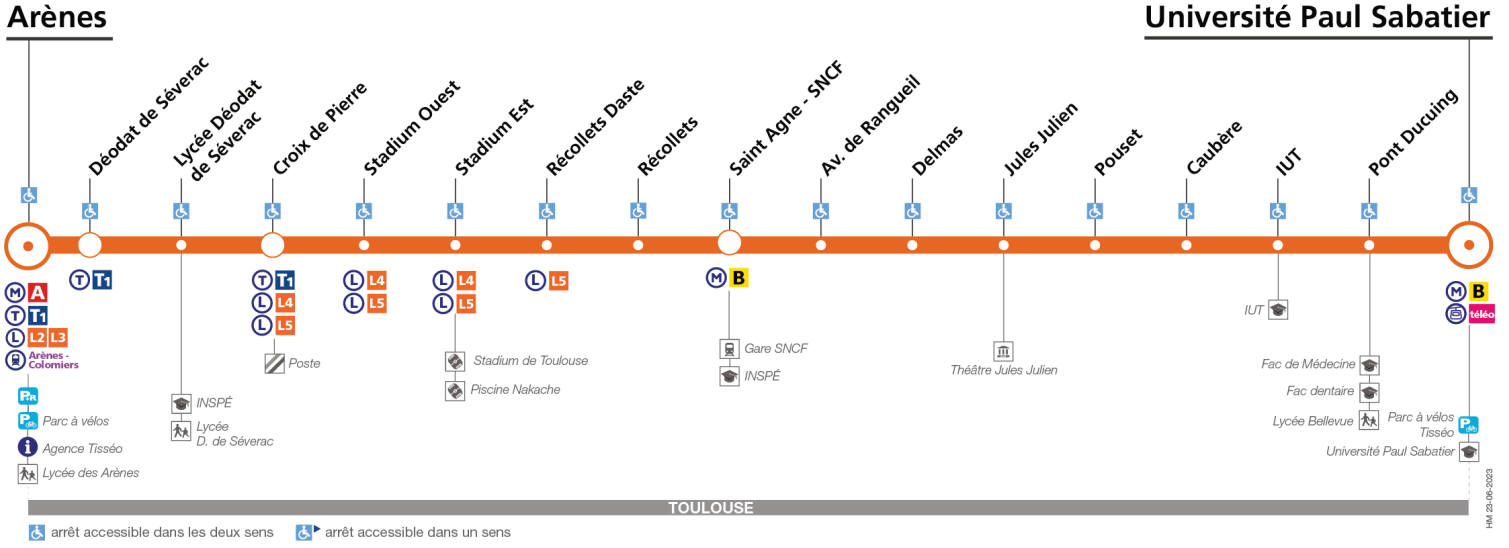 Arènes
Université Paul Sabatier
Déodat de Séverac
Lycée Déodat
de Séverac
Croix de Pierre
Stadium Ouest
Stadium Est
Récollets Daste
Récollets
Saint Agne - SNCF
Av. de Rangueil
Delmas
Jules Julien
Pouset
Caubère
IUT
Pont Ducuing
M A
T T1
L L2 L3
Arènes -
Colomiers
P+R
P
Parc à vélos
i
Agence Tisséo
Lycée des Arènes
T T1
INSPÉ
Lycée
D. de Séverac
T T1
L L4
L L5
Poste
L L4
L L5
L L4
L L5
Stadium de Toulouse
Piscine Nakache
L L5
M B
Gare SNCF
INSPÉ
Théâtre Jules Julien
IUT
Fac de Médecine
Fac dentaire
Lycée Bellevue
M B
téléo
Parc à vélos
Tisséo
P
Université Paul Sabatier
TOULOUSE
arrêt accessible dans les deux sens
arrêt accessible dans un sens
HM 23-06-2023